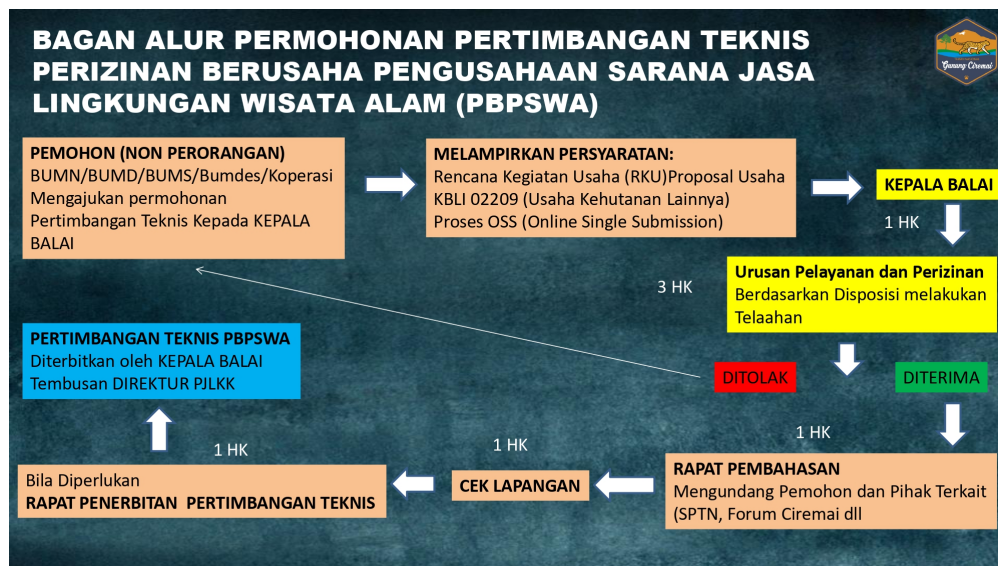 BAGAN ALUR PERMOHONAN PERTIMBANGAN TEKNIS
PERIZINAN BERUSAHA PENGUSAHAAN SARANA JASA
LINGKUNGAN WISATA ALAM (PBPSWA)
Gunung Ciremai
PEMOHON (NON PERORANGAN)
BUMN/BUMD/BUMS/Bumdes/Koperasi
Mengajukan permohonan
Pertimbangan Teknis Kepada KEPALA
BALAI
MELAMPIRKAN PERSYARATAN:
Rencana Kegiatan Usaha (RKU)Proposal Usaha
KBLI 02209 (Usaha Kehutanan Lainnya)
Proses OSS (Online Single Submission)
KEPALA BALAI
1 HK
Urusan Pelayanan dan Perizinan
Berdasarkan Disposisi melakukan
Telaahan
3 HK
DITOLAK
DITERIMA
1 HK
RAPAT PEMBAHASAN
Mengundang Pemohon dan Pihak Terkait
(SPTN, Forum Ciremai dll
1 HK
CEK LAPANGAN
1 HK
Bila Diperlukan
RAPAT PENERBITAN PERTIMBANGAN TEKNIS
PERTIMBANGAN TEKNIS PBPSWA
Diterbitkan oleh KEPALA BALAI
Tembusan DIREKTUR PJLKK